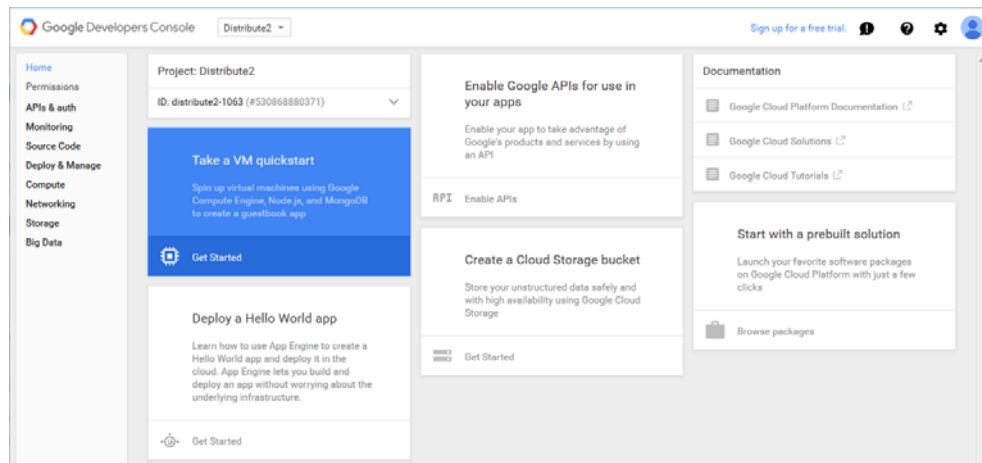 Google Developers Console
Distribute2
Sign up for a free trial.
Home
Permissions
APIs & auth
Monitoring
Source Code
Deploy & Manage
Compute
Networking
Storage
Big Data
Project: Distribute2
ID: distribute2-1063 (#530868880371)
Take a VM quickstart
Spin up virtual machines using Google
Compute Engine, Node.js, and MongoDB
to create a guestbook app
Get Started
Deploy a Hello World app
Learn how to use App Engine to create a
Hello World app and deploy it in the
cloud. App Engine lets you build and
deploy an app without worrying about the
underlying infrastructure.
Get Started
Enable Google APIs for use in
your apps
Enable your app to take advantage of
Google's products and services by using
an API
API Enable APIs
Create a Cloud Storage bucket
Store your unstructured data safely and
with high availability using Google Cloud
Storage
Get Started
Documentation
Google Cloud Platform Documentation
Google Cloud Solutions
Google Cloud Tutorials
Start with a prebuilt solution
Launch your favorite software packages
on Google Cloud Platform with just a few
clicks
Browse packages